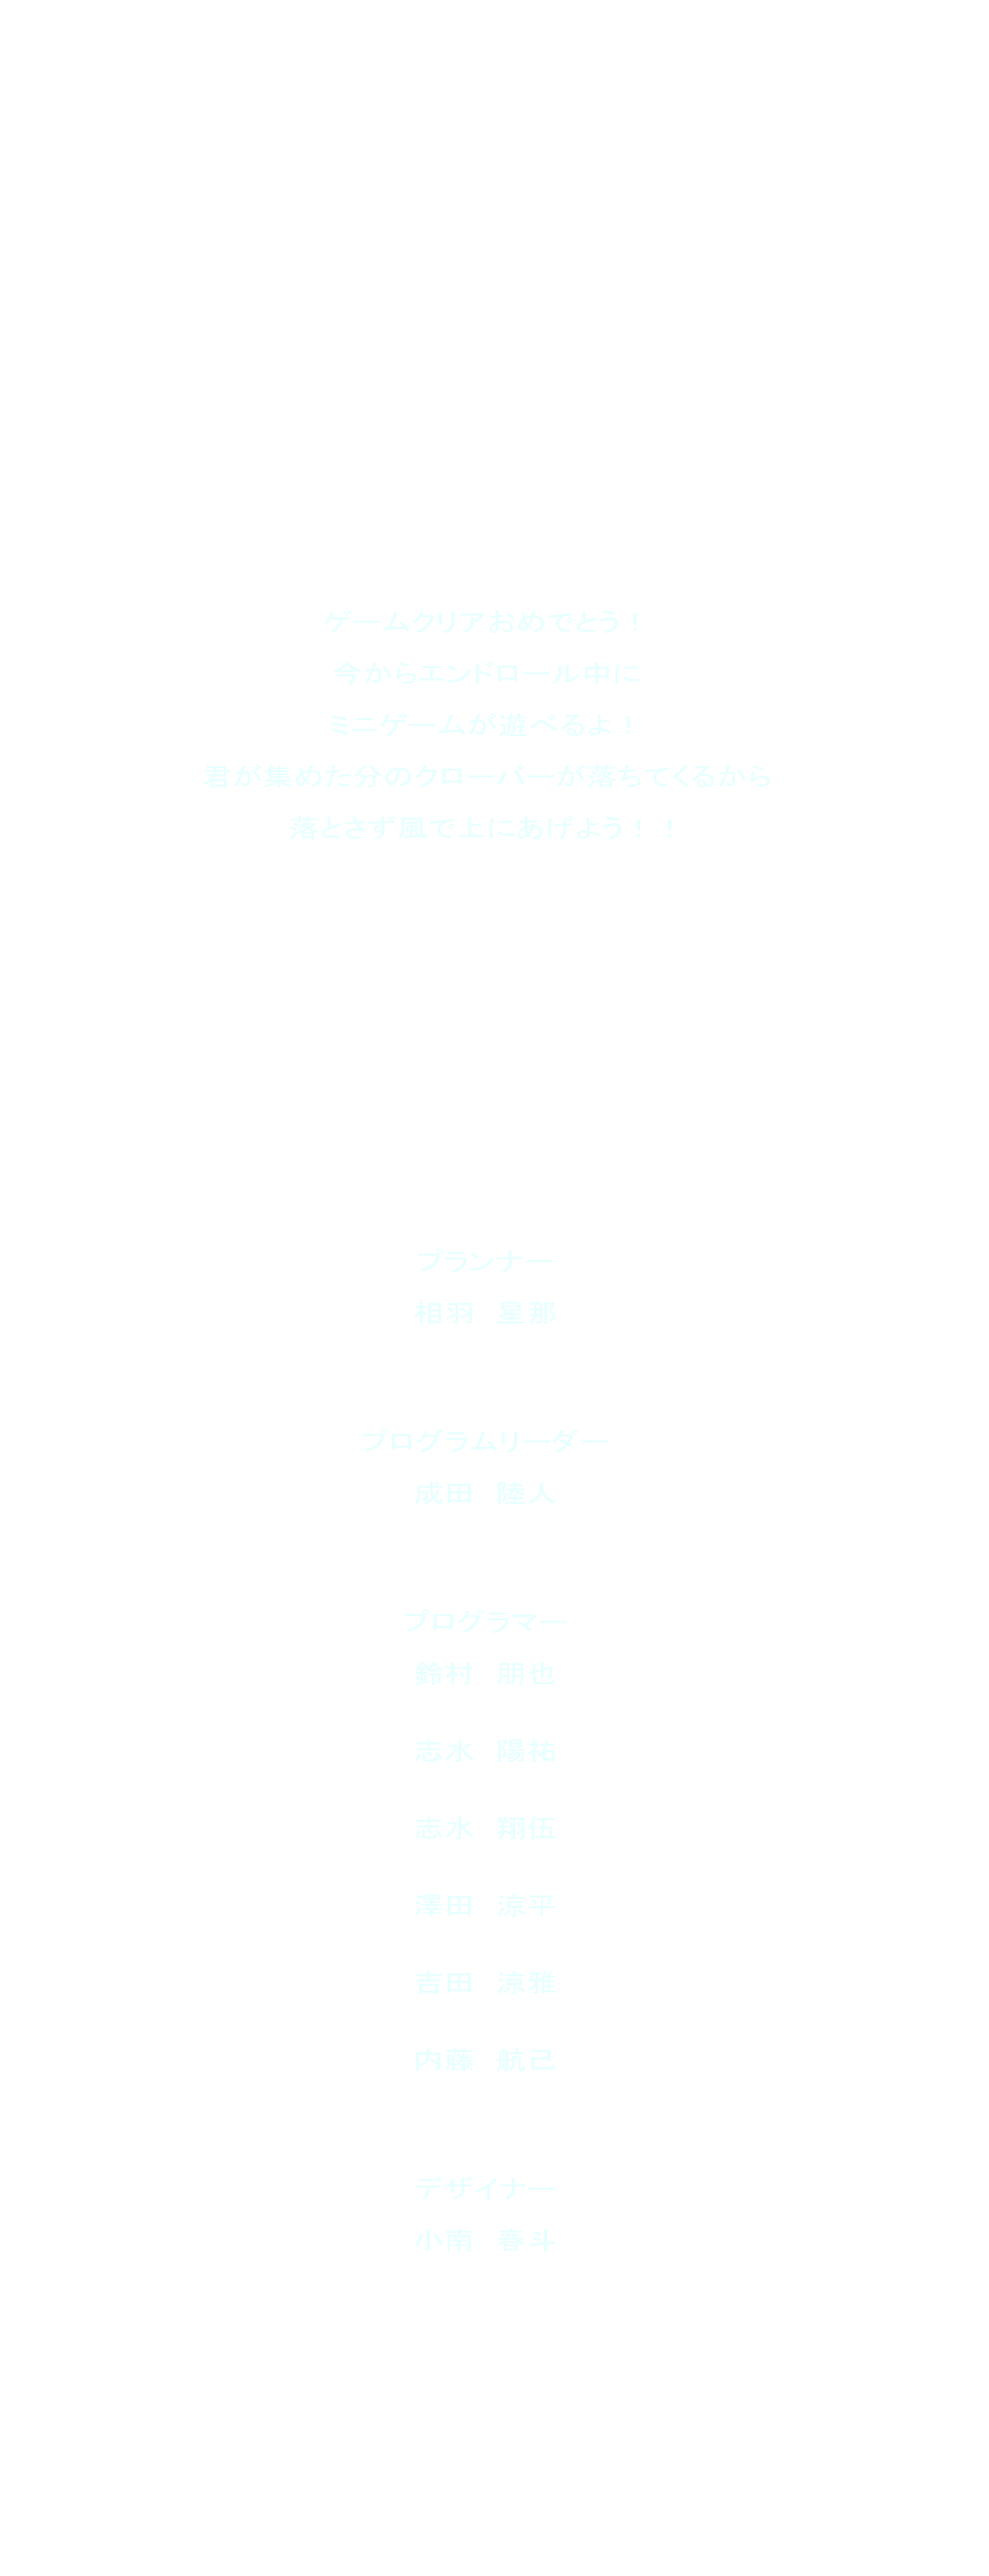 ゲームクリアおめでとう！
今からエンドロール中に
ミニゲームが遊べるよ！
君が集めた分のクローバーが落ちてくるから
落とさず風で上にあげよう！！
プランナー
相羽　星那
プログラムリーダー
成田　陸人
プログラマー
鈴村　朋也
志水　陽祐
志水　翔伍
澤田　涼平
吉田　涼雅
内藤　航己
デザイナー
小南　春斗